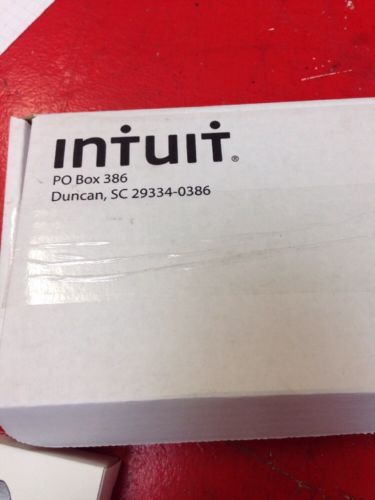 intuit®
PO Box 386
Duncan, SC 29334-0386